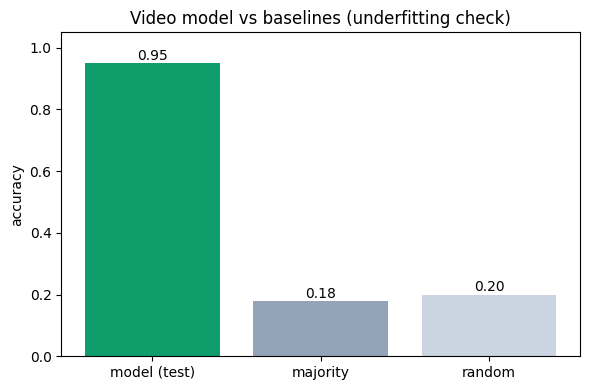 Video model vs baselines (underfitting check)
1.0
0.8
0.6
0.4
0.2
0.0
accuracy
0.95
0.18
0.20
model (test)
majority
random